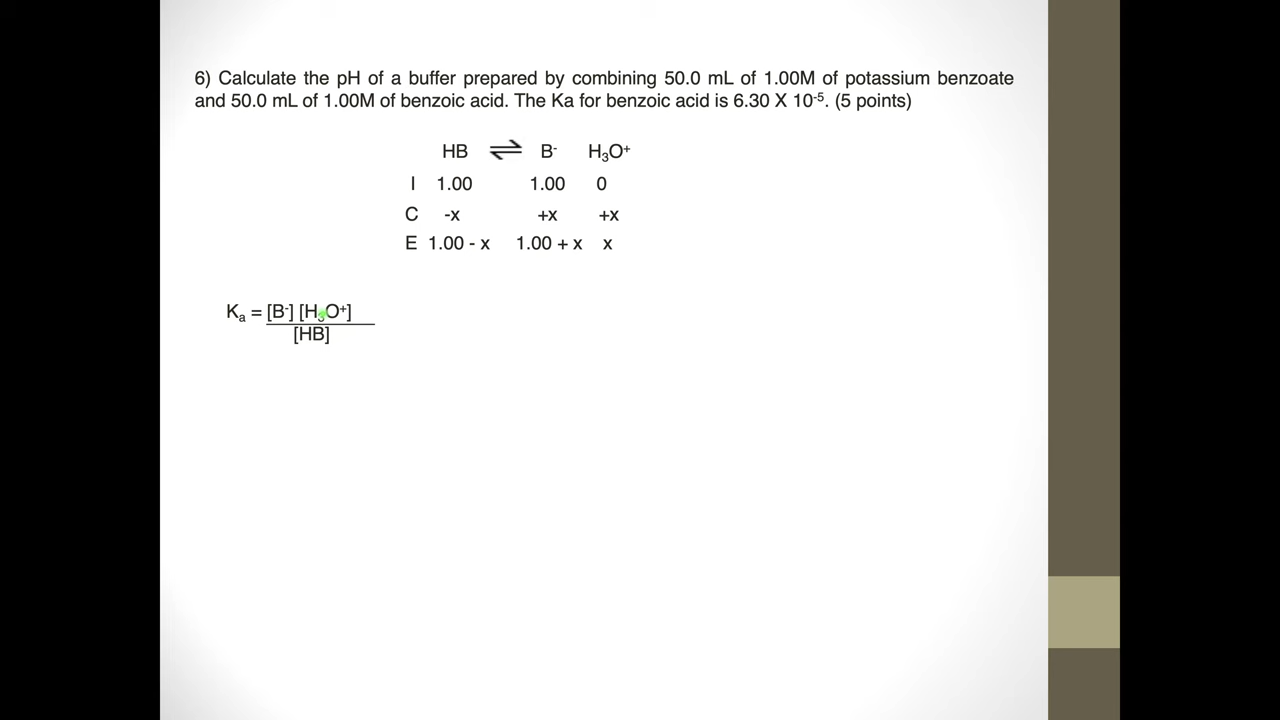 6) Calculate the pH of a buffer prepared by combining 50.0 mL of 1.00M of potassium benzoate
and 50.0 mL of 1.00M of benzoic acid. The Ka for benzoic acid is 6.30 X 10⁻⁵. (5 points)
HB ⇌ B⁻ H₃O⁺
I 1.00 1.00 0
C -x +x +x
E 1.00 - x 1.00 + x x
Kₐ = [B⁻] [H₃O⁺]
[HB]